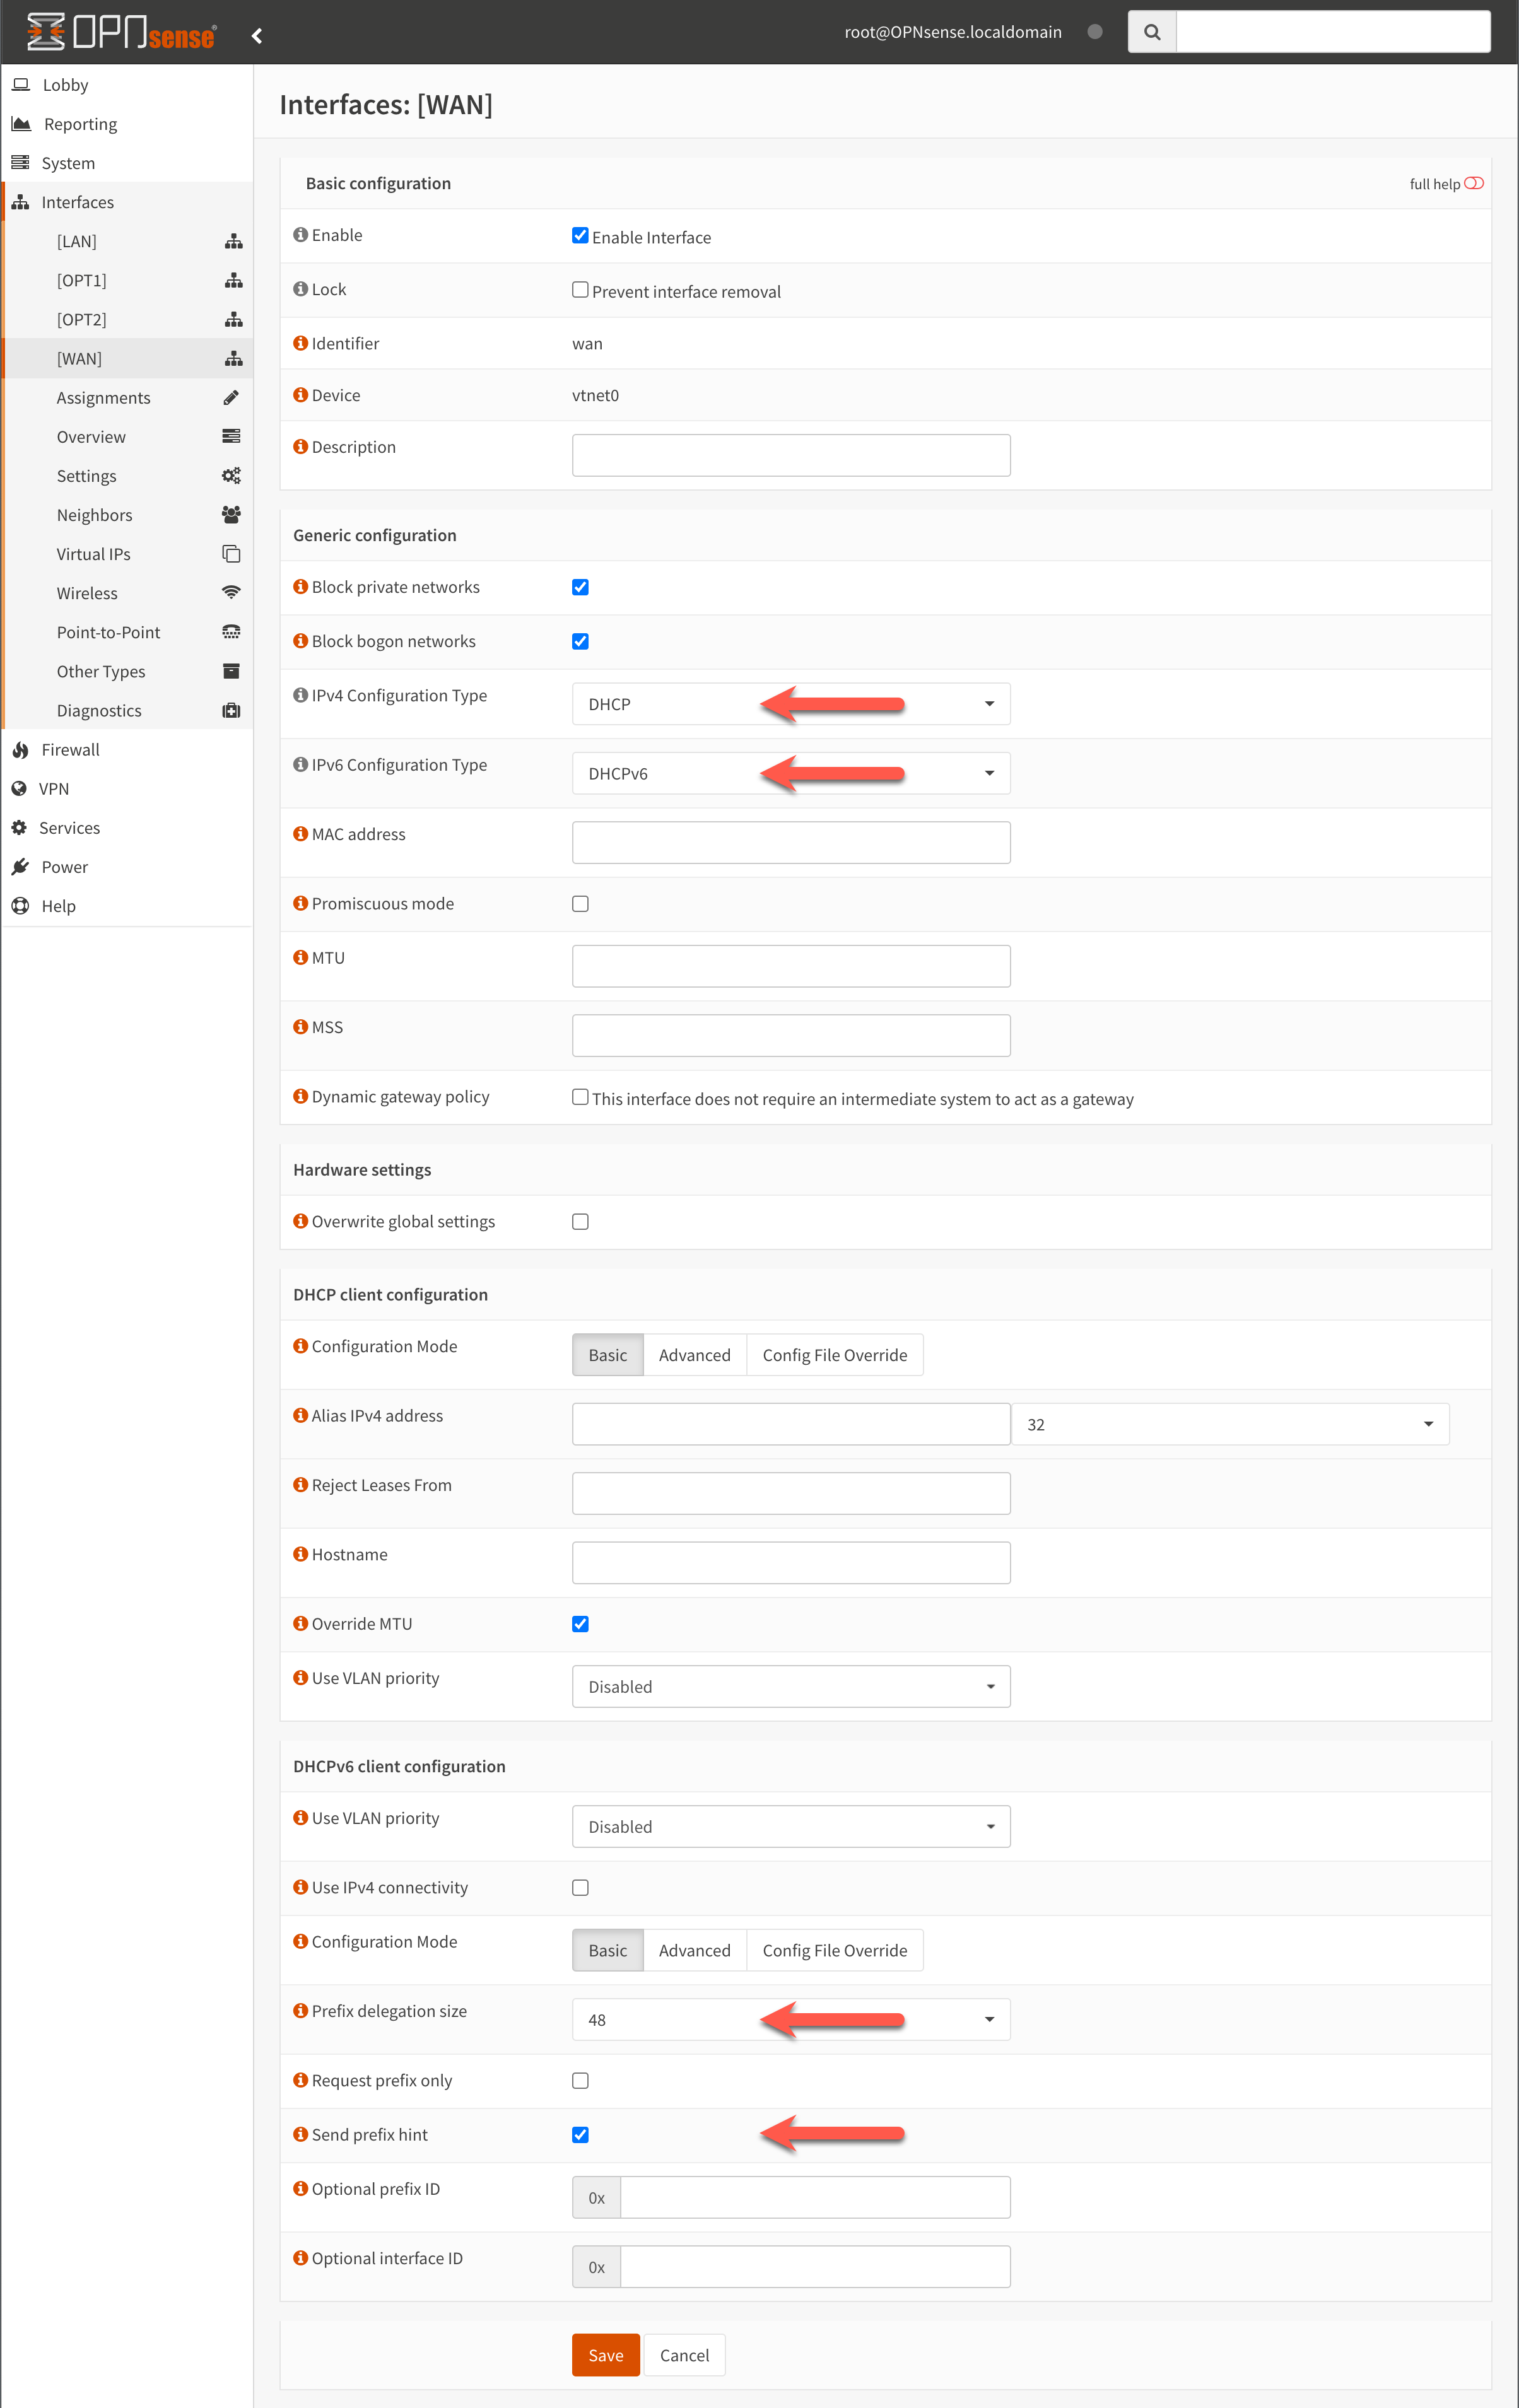 OPNsense®
root@OPNsense.localdomain
Lobby
Reporting
System
Interfaces
[LAN]
[OPT1]
[OPT2]
[WAN]
Assignments
Overview
Settings
Neighbors
Virtual IPs
Wireless
Point-to-Point
Other Types
Diagnostics
Firewall
VPN
Services
Power
Help
Interfaces: [WAN]
Basic configuration
full help
Enable
Enable Interface
Lock
Prevent interface removal
Identifier
wan
Device
vtnet0
Description
Generic configuration
Block private networks
Block bogon networks
IPv4 Configuration Type
DHCP
IPv6 Configuration Type
DHCPv6
MAC address
Promiscuous mode
MTU
MSS
Dynamic gateway policy
This interface does not require an intermediate system to act as a gateway
Hardware settings
Overwrite global settings
DHCP client configuration
Configuration Mode
Basic Advanced Config File Override
Alias IPv4 address
32
Reject Leases From
Hostname
Override MTU
Use VLAN priority
Disabled
DHCPv6 client configuration
Use VLAN priority
Disabled
Use IPv4 connectivity
Configuration Mode
Basic Advanced Config File Override
Prefix delegation size
48
Request prefix only
Send prefix hint
Optional prefix ID
0x
Optional interface ID
0x
Save Cancel